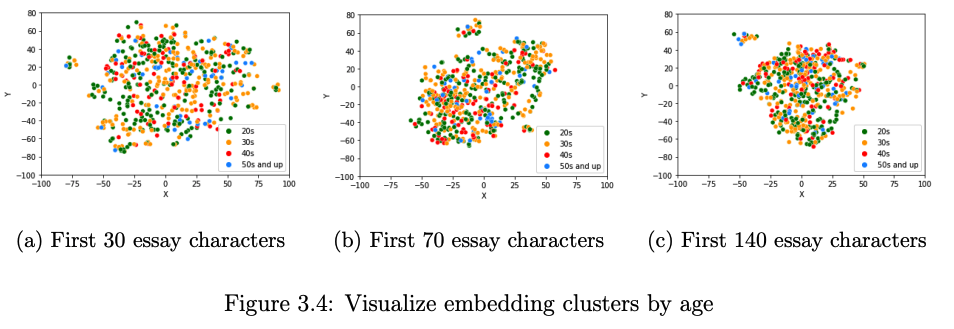 80
60
40
20
0
−20
−40
−60
−80
−100
Y
−100 −75 −50 −25 0 25 50 75 100
X
20s
30s
40s
50s and up
80
60
40
20
0
−20
−40
−60
−80
−100
Y
−100 −75 −50 −25 0 25 50 75 100
X
20s
30s
40s
50s and up
80
60
40
20
0
−20
−40
−60
−80
−100
Y
−100 −75 −50 −25 0 25 50 75 100
X
20s
30s
40s
50s and up
(a) First 30 essay characters
(b) First 70 essay characters
(c) First 140 essay characters
Figure 3.4: Visualize embedding clusters by age